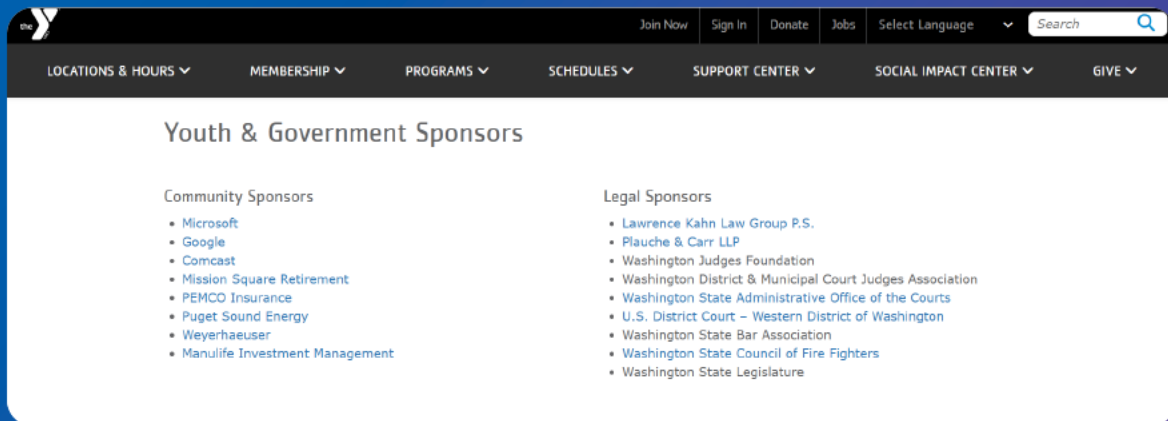 the Y
Join Now Sign In Donate Jobs Select Language Search
LOCATIONS & HOURS MEMBERSHIP PROGRAMS SCHEDULES SUPPORT CENTER SOCIAL IMPACT CENTER GIVE
Youth & Government Sponsors
Community Sponsors
• Microsoft
• Google
• Comcast
• Mission Square Retirement
• PEMCO Insurance
• Puget Sound Energy
• Weyerhaeuser
• Manulife Investment Management
Legal Sponsors
• Lawrence Kahn Law Group P.S.
• Plauche & Carr LLP
• Washington Judges Foundation
• Washington District & Municipal Court Judges Association
• Washington State Administrative Office of the Courts
• U.S. District Court – Western District of Washington
• Washington State Bar Association
• Washington State Council of Fire Fighters
• Washington State Legislature